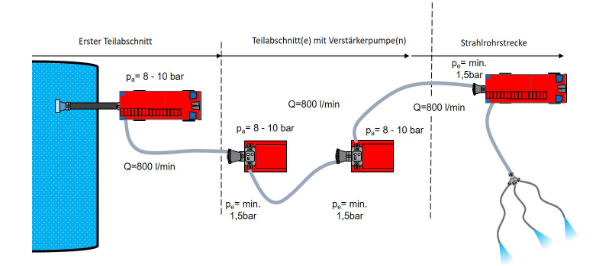 Erster Teilabschnitt
Teilabschnitt(e) mit Verstärkerpumpe(n)
Strahlrohrstrecke
pa= 8 - 10 bar
pe= min.
1,5bar
Q=800 l/min
Q=800 l/min
pa= 8 - 10 bar
pa= 8 - 10 bar
Q=800 l/min
pe= min.
1,5bar
pe= min.
1,5bar